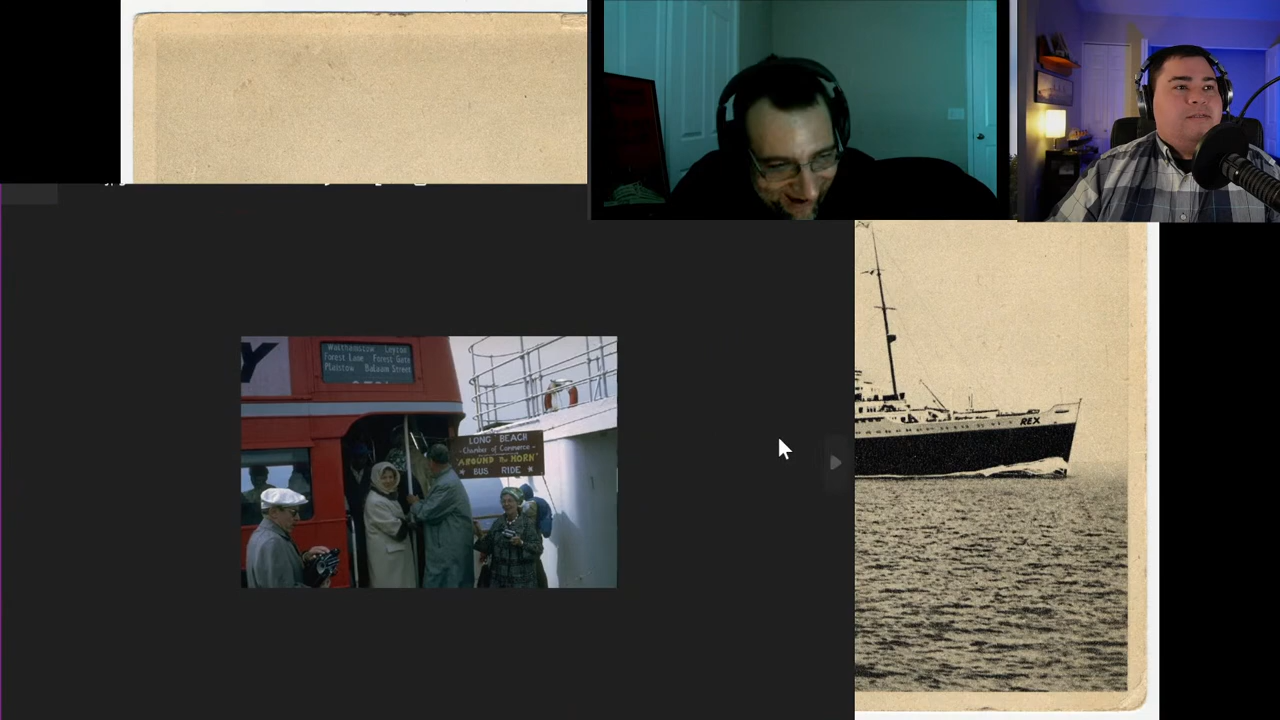 Y
Walthamstow Leyton
Forest Lane Forest Gate
Plaistow Balaam Street
LONG BEACH
-Chamber of Commerce-
"AROUND the HORN"
* BUS RIDE *
REX